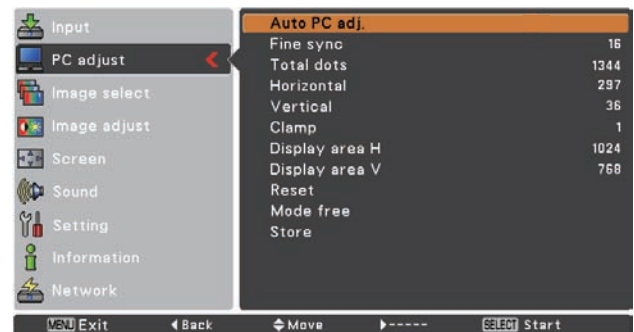 Input
PC adjust
Image select
Image adjust
Screen
Sound
Setting
Information
Network
Auto PC adj.
Fine sync 16
Total dots 1344
Horizontal 297
Vertical 36
Clamp 1
Display area H 1024
Display area V 768
Reset
Mode free
Store
MENU Exit Back Move ----- SELECT Start